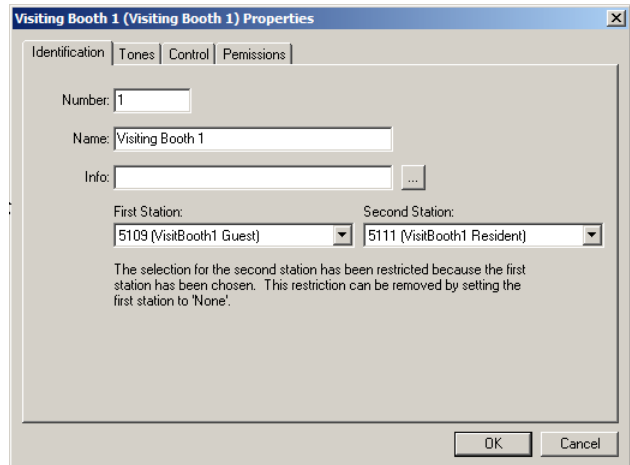 Visiting Booth 1 (Visiting Booth 1) Properties
Identification Tones Control Pemissions
Number: 1
Name: Visiting Booth 1
Info: ...
First Station: Second Station:
5109 (VisitBooth1 Guest) 5111 (VisitBooth1 Resident)
The selection for the second station has been restricted because the first
station has been chosen. This restriction can be removed by setting the
first station to 'None'.
OK Cancel